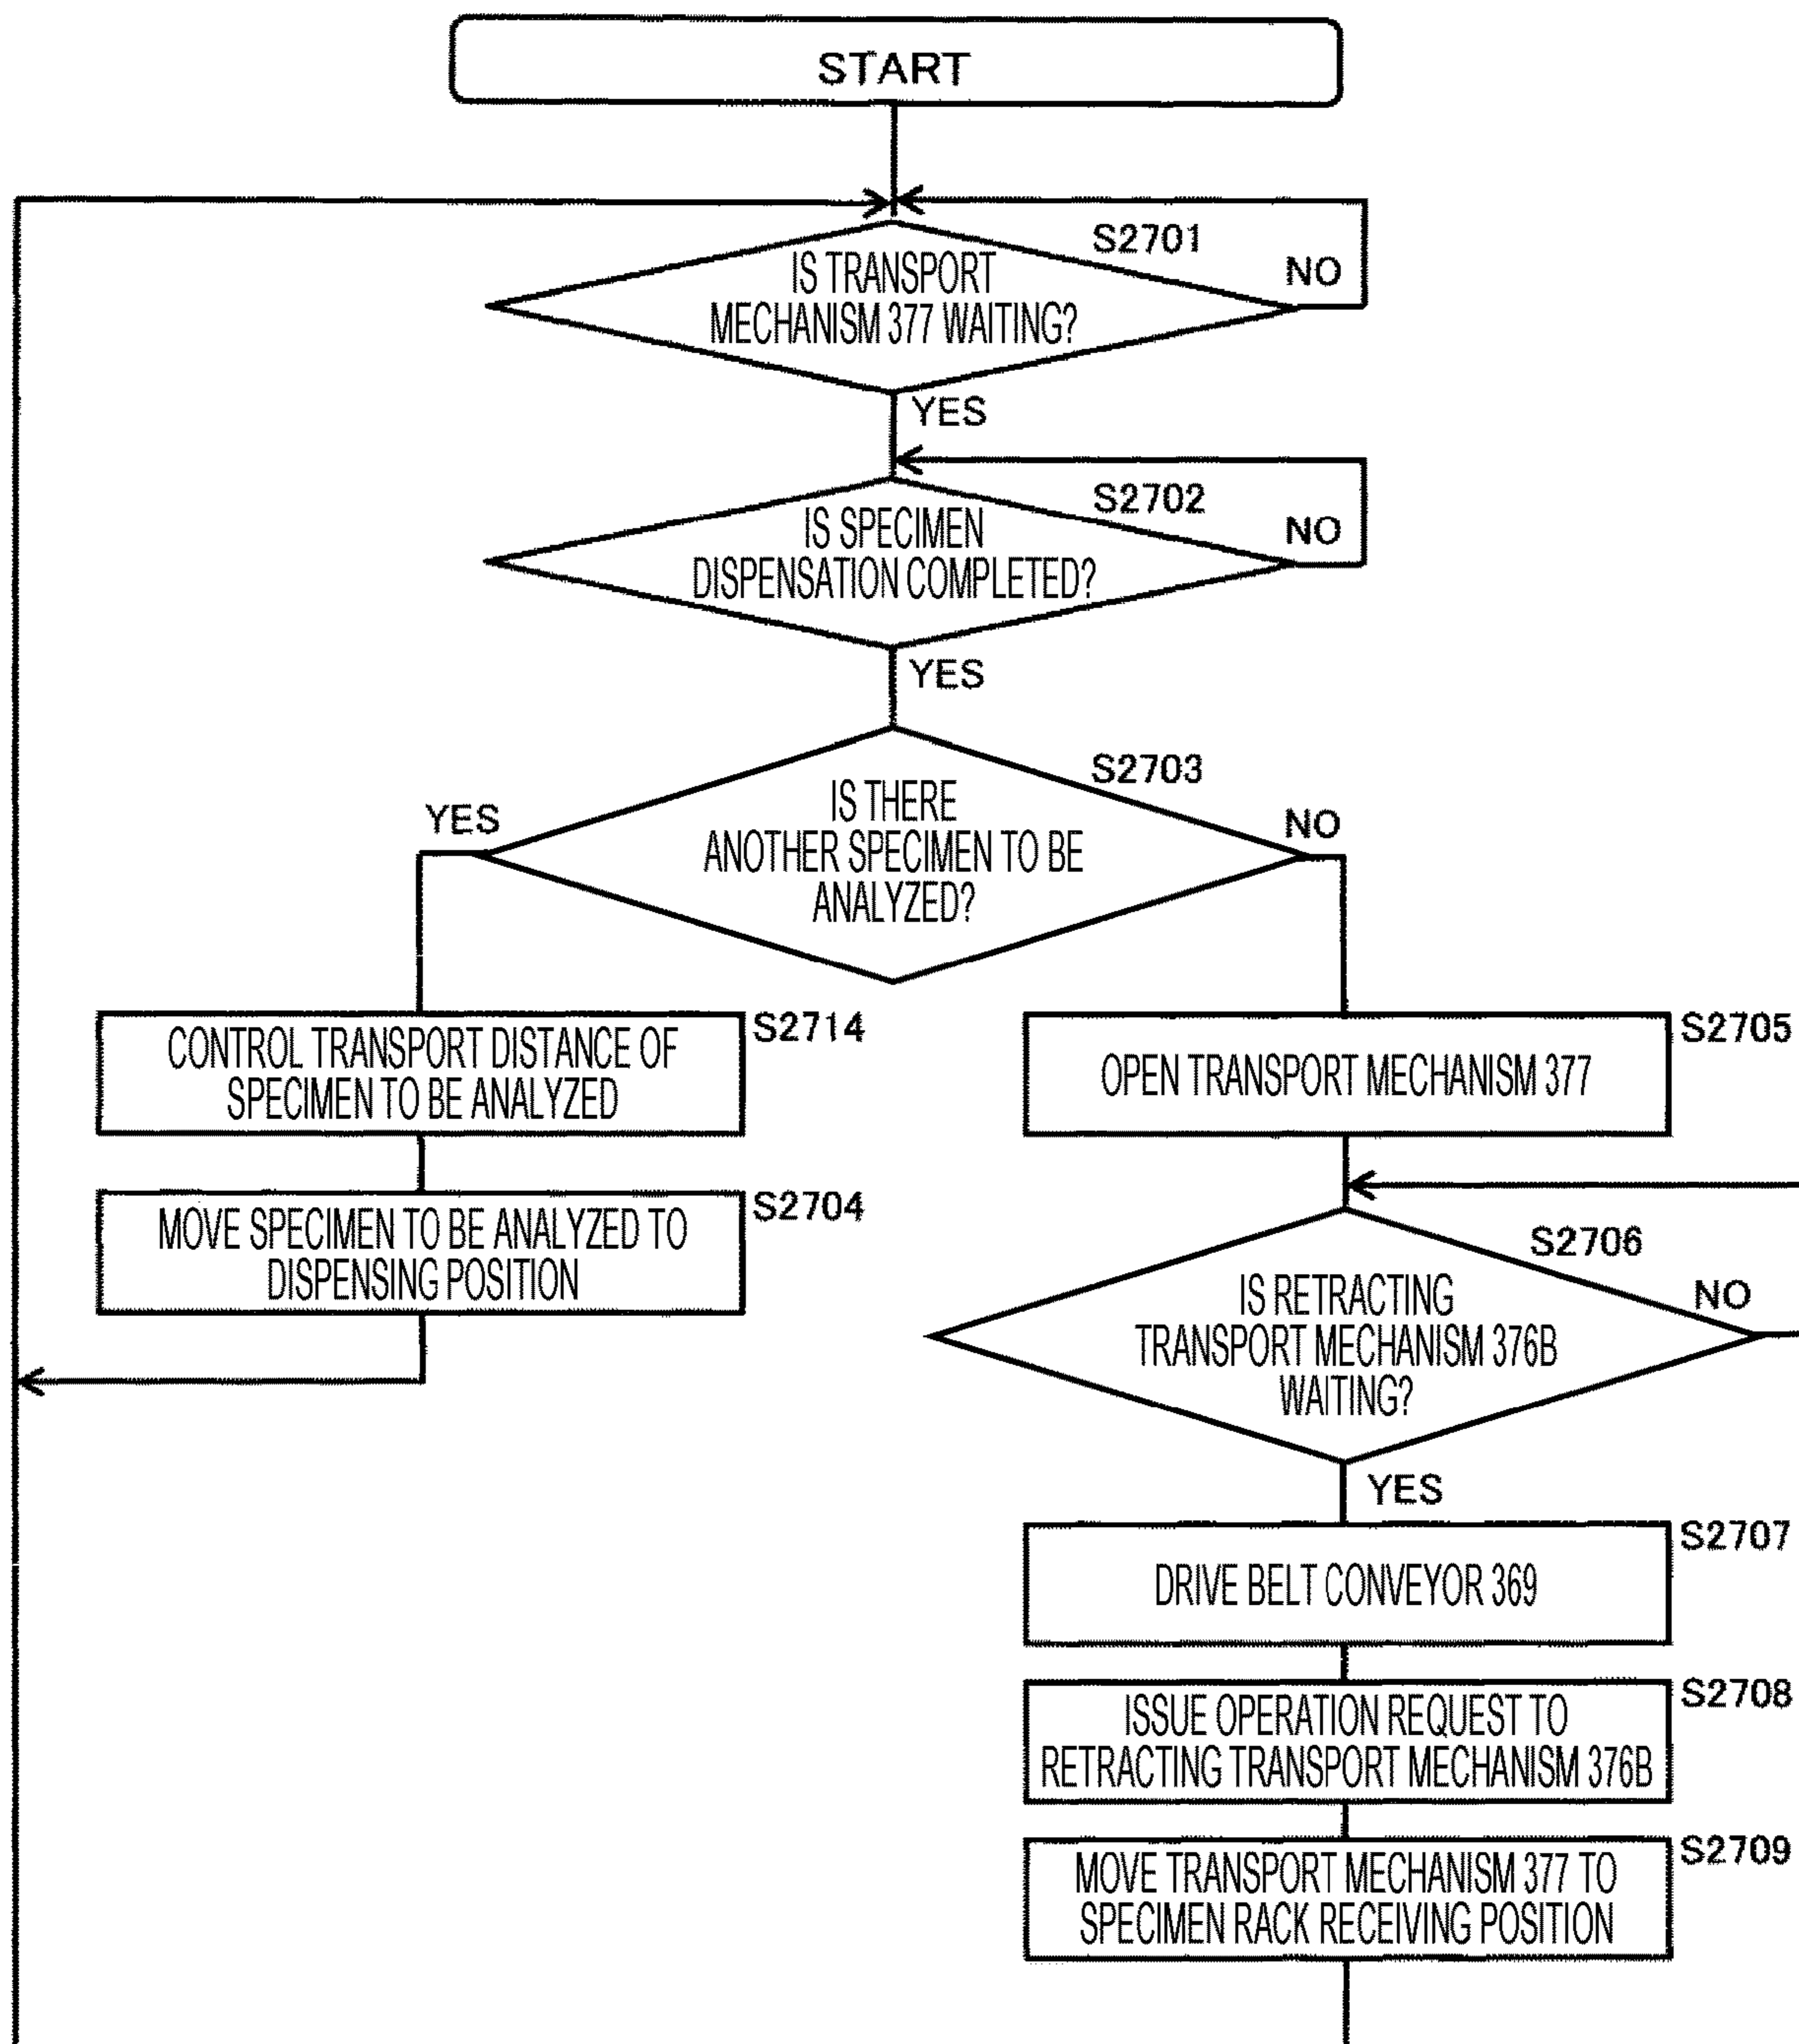 START
S2701
IS TRANSPORT
MECHANISM 377 WAITING?
NO
YES
S2702
IS SPECIMEN
DISPENSATION COMPLETED?
NO
YES
S2703
IS THERE
ANOTHER SPECIMEN TO BE
ANALYZED?
YES
NO
S2714
CONTROL TRANSPORT DISTANCE OF
SPECIMEN TO BE ANALYZED
S2704
MOVE SPECIMEN TO BE ANALYZED TO
DISPENSING POSITION
S2705
OPEN TRANSPORT MECHANISM 377
S2706
IS RETRACTING
TRANSPORT MECHANISM 376B
WAITING?
NO
YES
S2707
DRIVE BELT CONVEYOR 369
S2708
ISSUE OPERATION REQUEST TO
RETRACTING TRANSPORT MECHANISM 376B
S2709
MOVE TRANSPORT MECHANISM 377 TO
SPECIMEN RACK RECEIVING POSITION